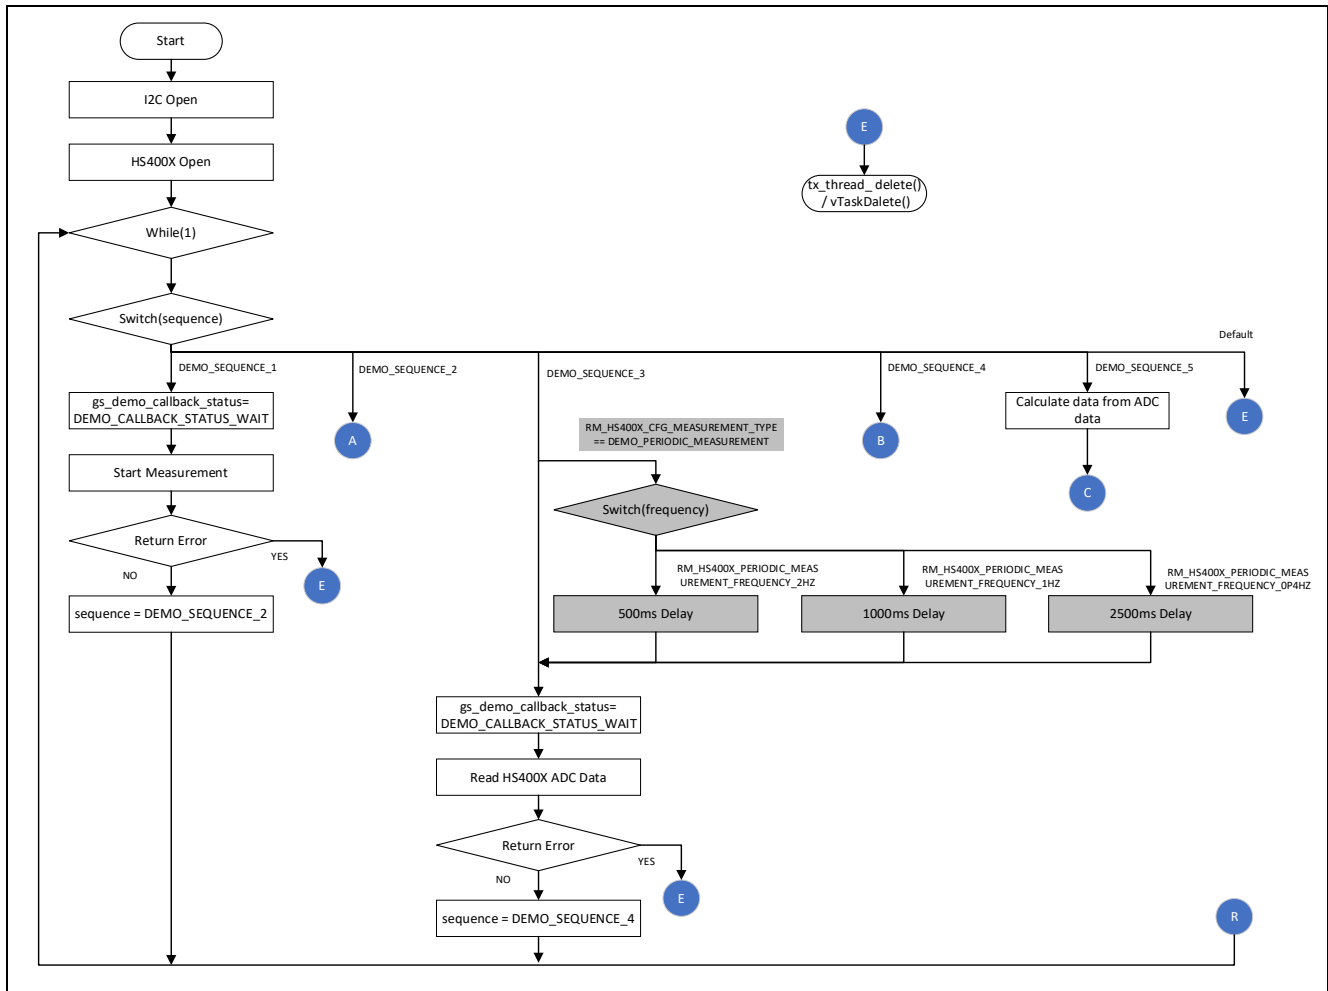 Start
I2C Open
HS400X Open
While(1)
Switch(sequence)
E
tx_thread_ delete()
/ vTaskDalete()
Default
DEMO_SEQUENCE_1
DEMO_SEQUENCE_2
DEMO_SEQUENCE_3
DEMO_SEQUENCE_4
DEMO_SEQUENCE_5
gs_demo_callback_status=
DEMO_CALLBACK_STATUS_WAIT
Start Measurement
Return Error
YES
NO
E
sequence = DEMO_SEQUENCE_2
A
RM_HS400X_CFG_MEASUREMENT_TYPE
== DEMO_PERIODIC_MEASUREMENT
Switch(frequency)
RM_HS400X_PERIODIC_MEAS
UREMENT_FREQUENCY_2HZ
RM_HS400X_PERIODIC_MEAS
UREMENT_FREQUENCY_1HZ
RM_HS400X_PERIODIC_MEAS
UREMENT_FREQUENCY_0P4HZ
500ms Delay
1000ms Delay
2500ms Delay
B
Calculate data from ADC
data
C
E
gs_demo_callback_status=
DEMO_CALLBACK_STATUS_WAIT
Read HS400X ADC Data
Return Error
YES
NO
E
sequence = DEMO_SEQUENCE_4
R